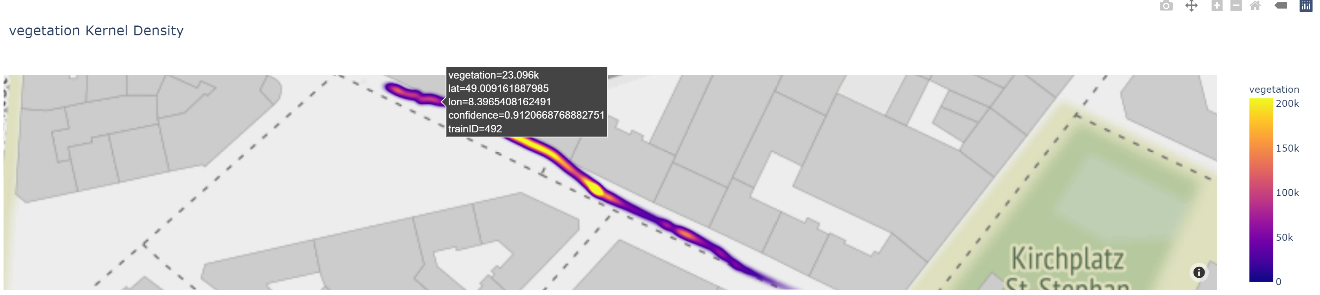 vegetation Kernel Density
vegetation=23.096k
lat=49.009161887985
lon=8.3965408162491
confidence=0.9120668768882751
trainID=492
vegetation
200k
150k
100k
50k
0
Kirchplatz
St. Stephan